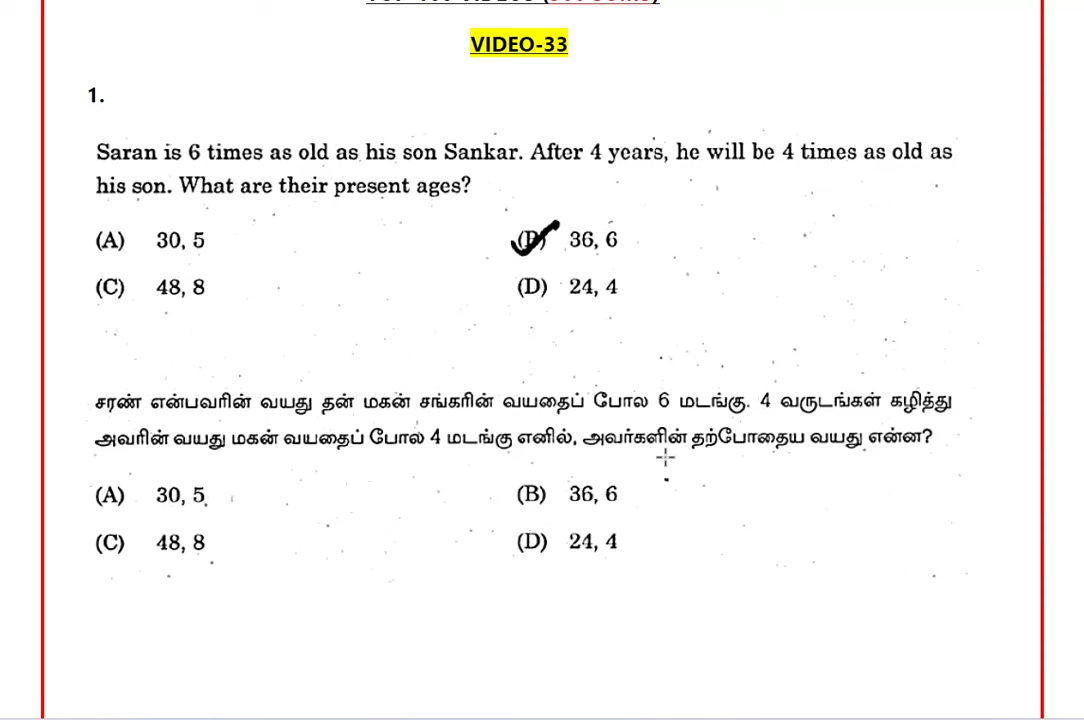 VIDEO-33
1.
Saran is 6 times as old as his son Sankar. After 4 years, he will be 4 times as old as
his son. What are their present ages?
(A) 30, 5 (B) 36, 6
(C) 48, 8 (D) 24, 4
சரண் என்பவரின் வயது தன் மகன் சங்கரின் வயதைப் போல 6 மடங்கு. 4 வருடங்கள் கழித்து
அவரின் வயது மகன் வயதைப் போல் 4 மடங்கு எனில், அவர்களின் தற்போதைய வயது என்ன?
(A) 30, 5 (B) 36, 6
(C) 48, 8 (D) 24, 4